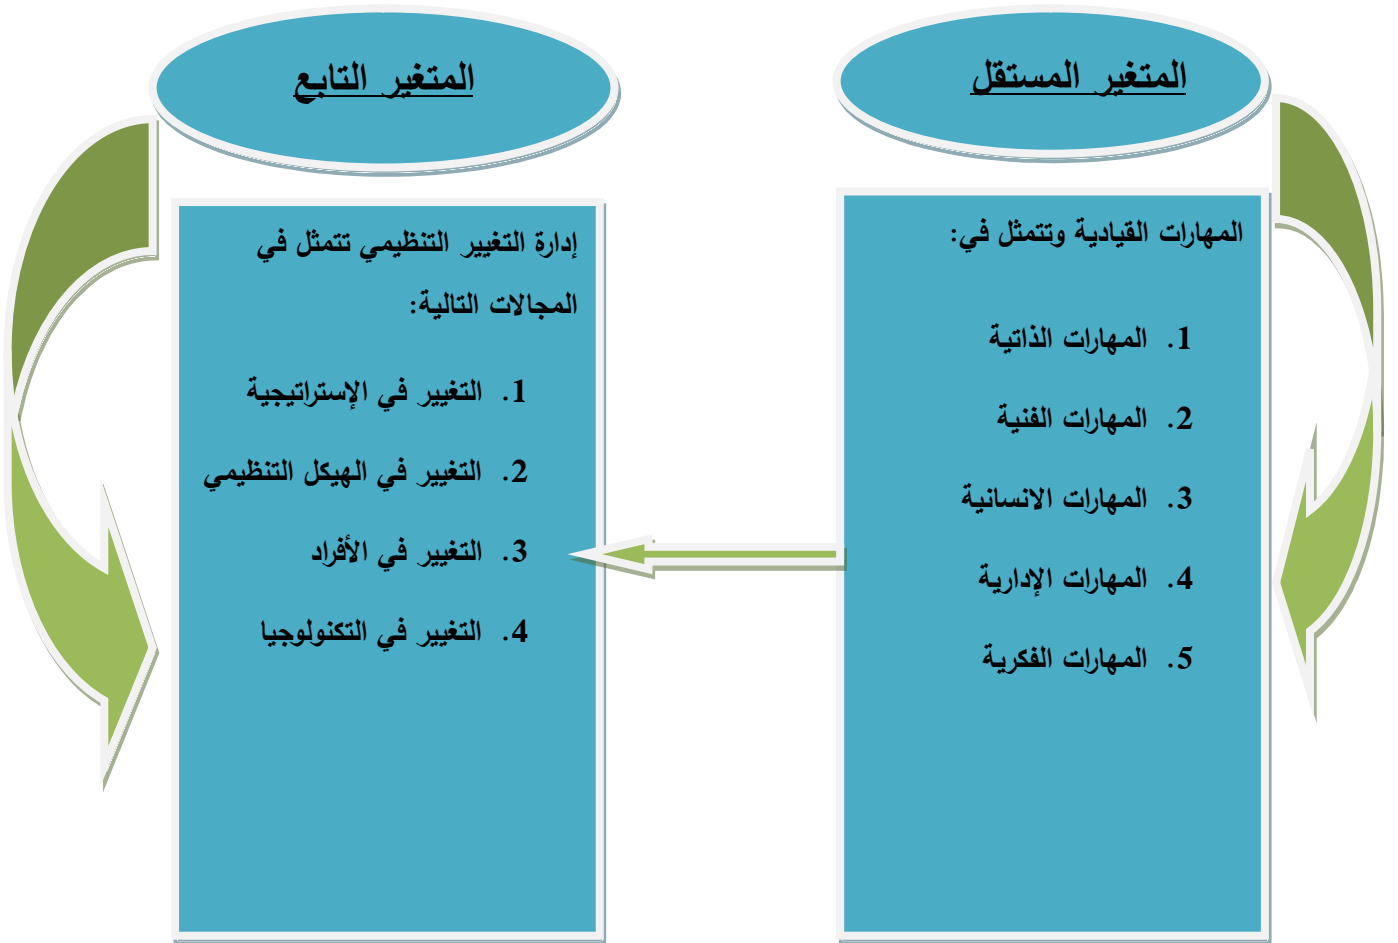 المتغير المستقل
المهارات القيادية وتتمثل في:
1. المهارات الذاتية
2. المهارات الفنية
3. المهارات الانسانية
4. المهارات الإدارية
5. المهارات الفكرية
المتغير التابع
إدارة التغيير التنظيمي تتمثل في
المجالات التالية:
1. التغيير في الإستراتيجية
2. التغيير في الهيكل التنظيمي
3. التغيير في الأفراد
4. التغيير في التكنولوجيا